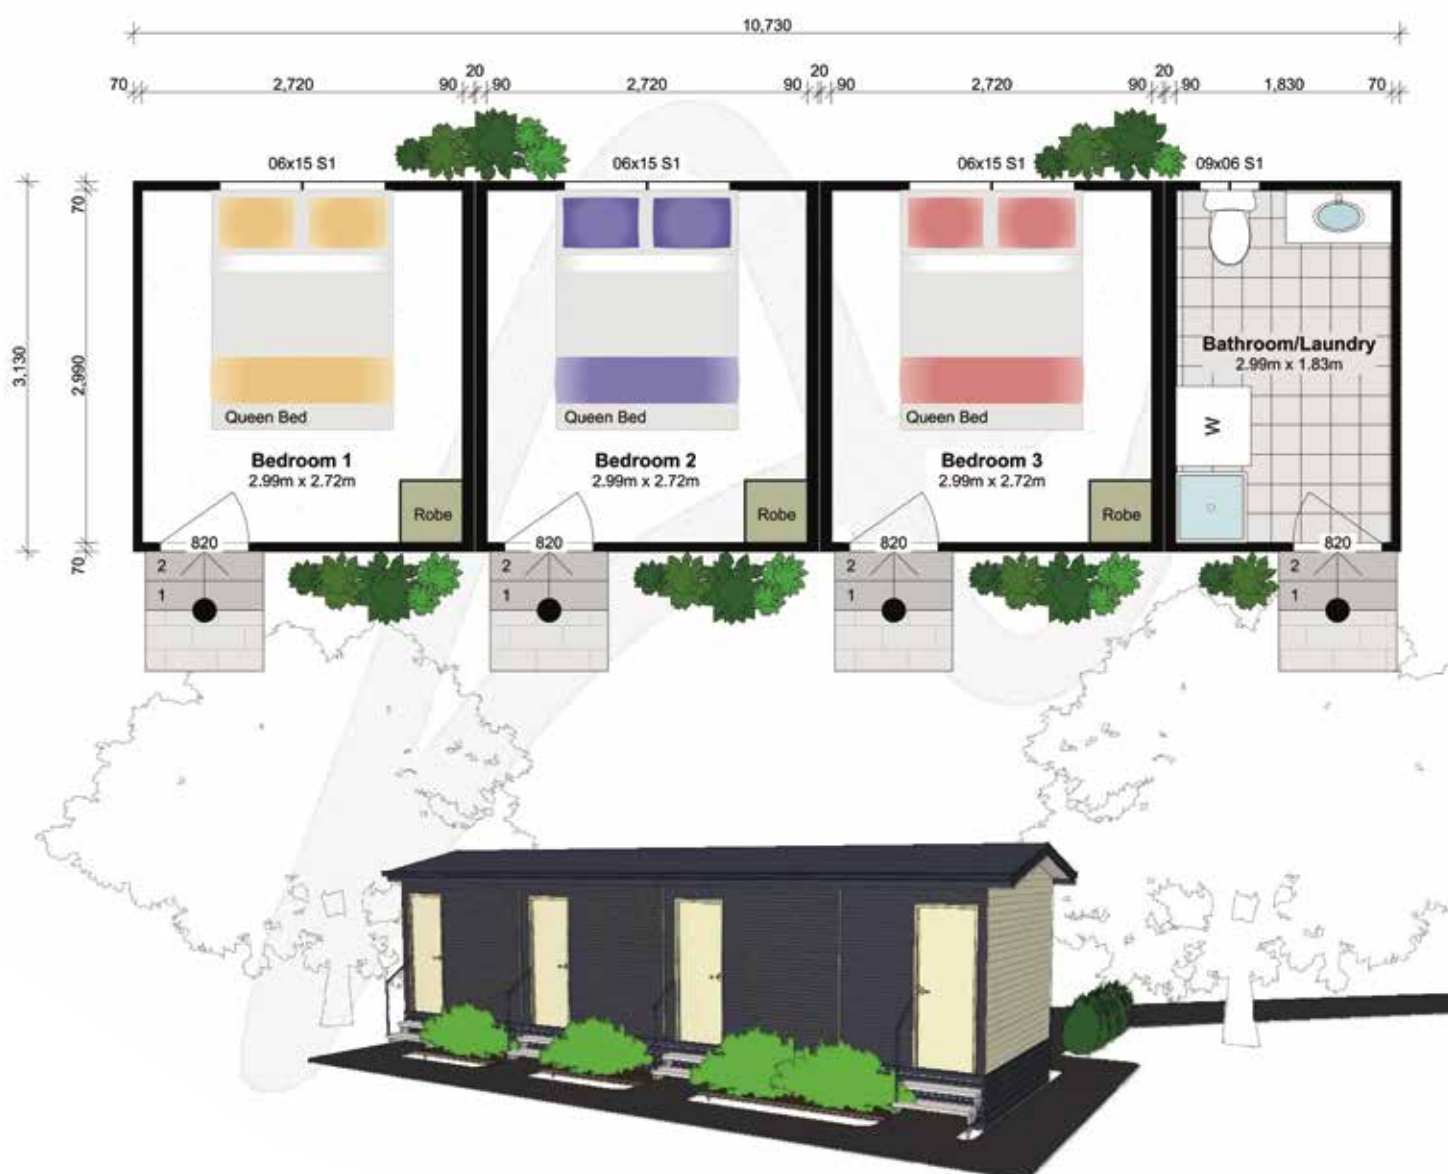 10,730
70 2,720 90 20 90 2,720 90 20 90 2,720 90 20 90 1,830 70
06x15 S1 06x15 S1 06x15 S1 09x06 S1
3,130
70
2,990
70
Queen Bed Queen Bed Queen Bed
Bedroom 1
2.99m x 2.72m
Bedroom 2
2.99m x 2.72m
Bedroom 3
2.99m x 2.72m
Bathroom/Laundry
2.99m x 1.83m
W
Robe Robe Robe
820 820 820 820
2 2 2 2
1 1 1 1